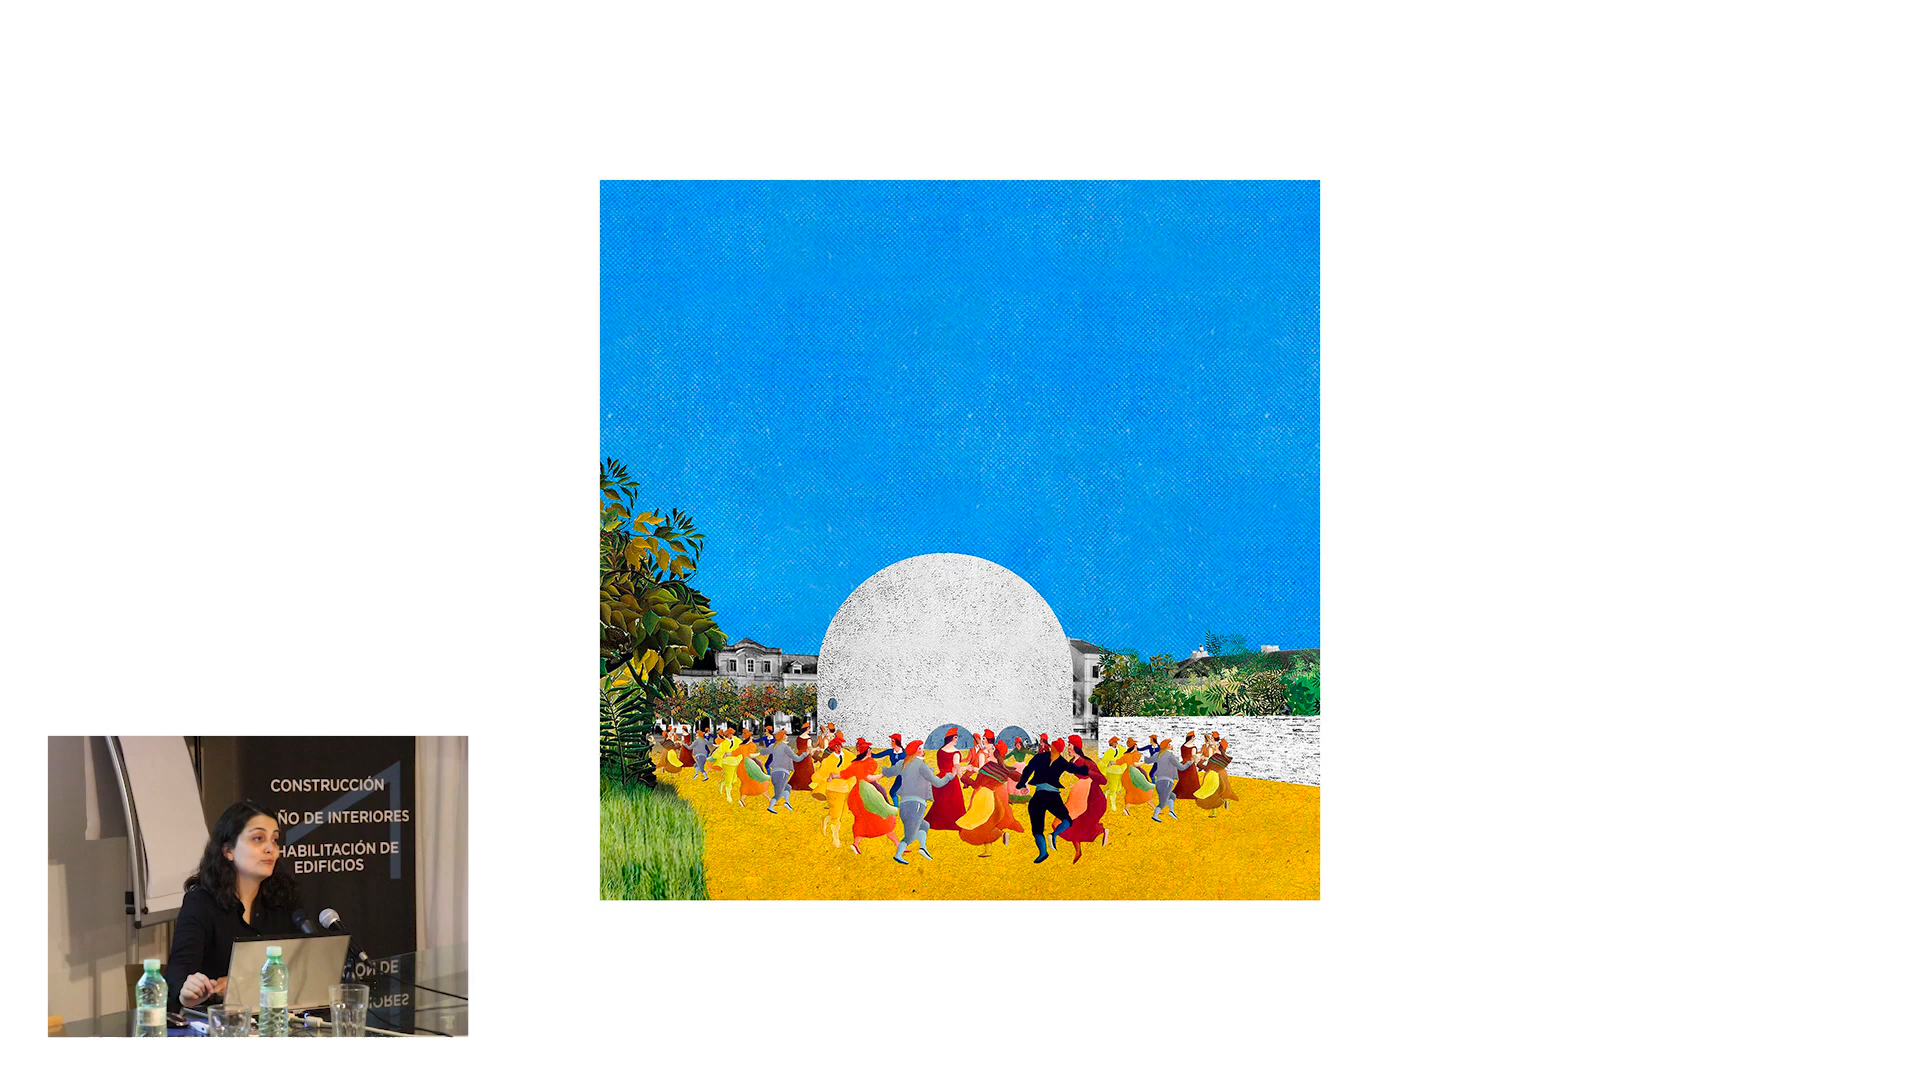 CONSTRUCCIÓN
ÑO DE INTERIORES
HABILITACIÓN DE
EDIFICIOS